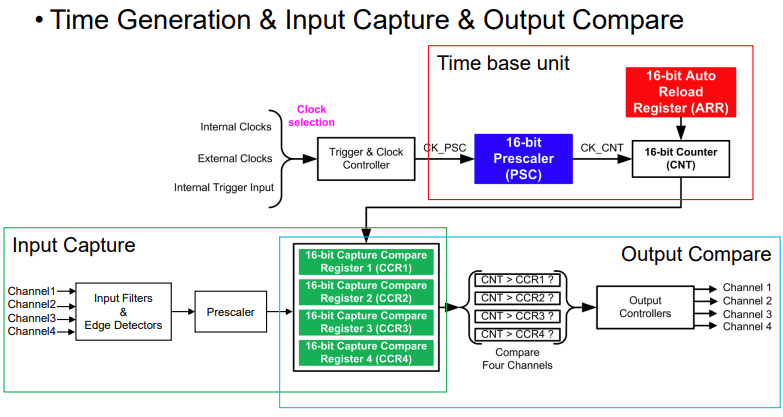 • Time Generation & Input Capture & Output Compare
Time base unit
16-bit Auto
Reload
Register (ARR)
Clock
selection
Internal Clocks
External Clocks
Internal Trigger Input
Trigger & Clock
Controller
CK_PSC
16-bit
Prescaler
(PSC)
CK_CNT
16-bit Counter
(CNT)
Input Capture
Output Compare
Channel1
Channel2
Channel3
Channel4
Input Filters
&
Edge Detectors
Prescaler
16-bit Capture Compare
Register 1 (CCR1)
16-bit Capture Compare
Register 2 (CCR2)
16-bit Capture Compare
Register 3 (CCR3)
16-bit Capture Compare
Register 4 (CCR4)
CNT > CCR1 ?
CNT > CCR2 ?
CNT > CCR3 ?
CNT > CCR4 ?
Compare
Four Channels
Output
Controllers
Channel 1
Channel 2
Channel 3
Channel 4